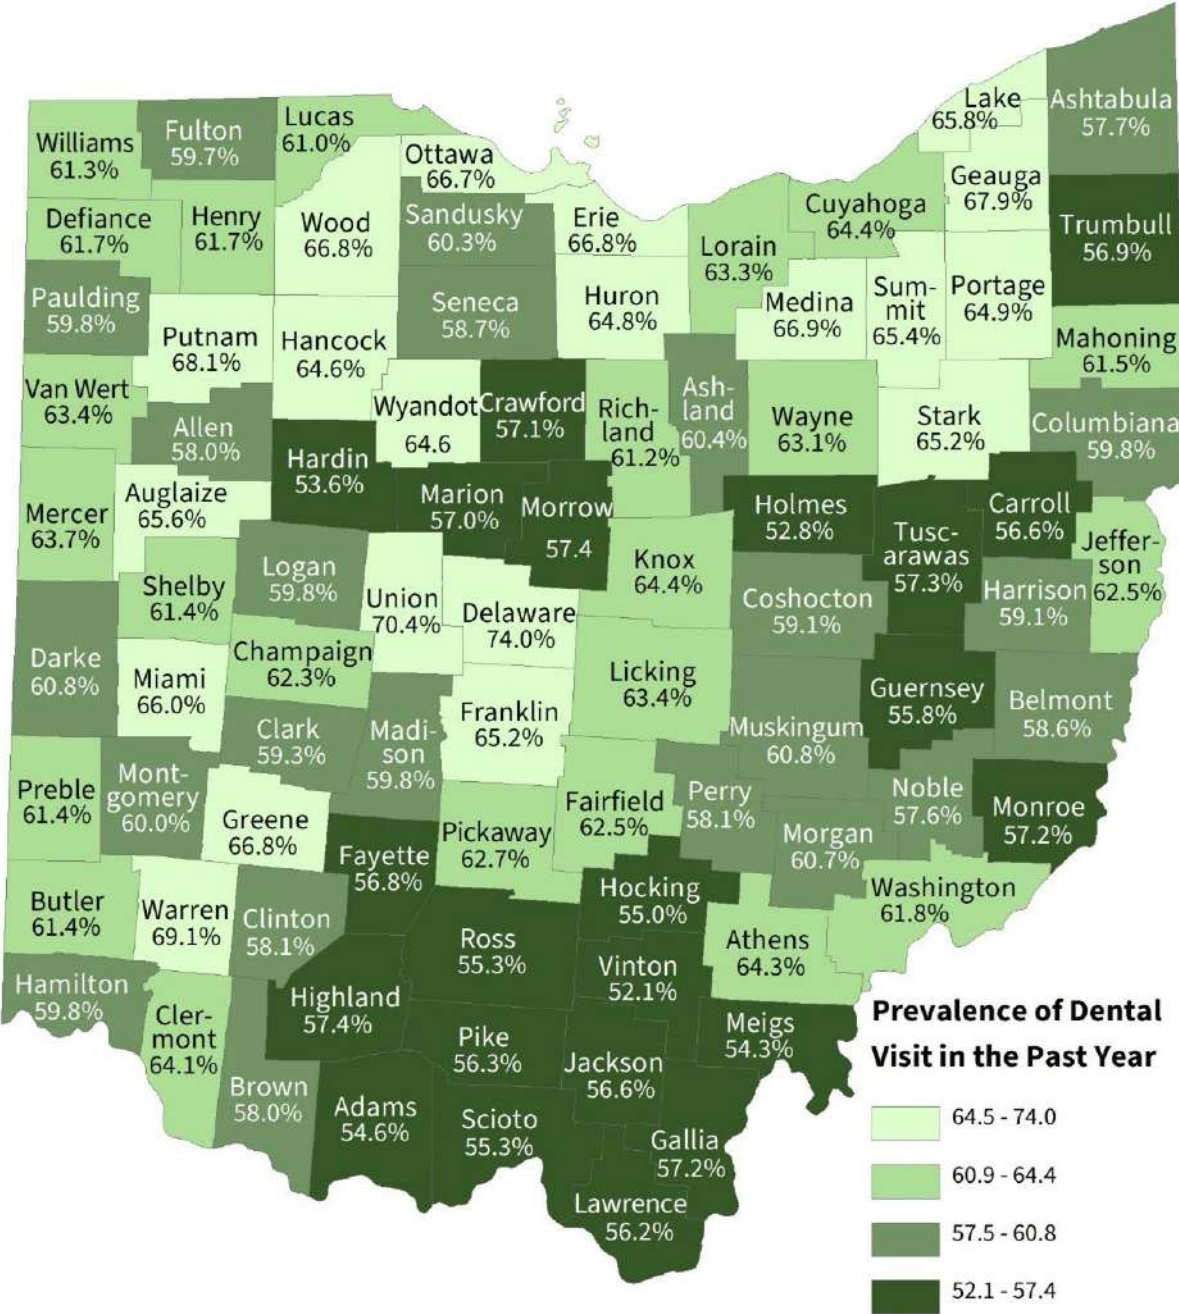 Lake
65.8%
Ashtabula
57.7%
Lucas
61.0%
Fulton
59.7%
Williams
61.3%
Ottawa
66.7%
Geauga
67.9%
Cuyahoga
64.4%
Defiance
61.7%
Henry
61.7%
Wood
66.8%
Sandusky
60.3%
Erie
66.8%
Lorain
63.3%
Trumbull
56.9%
Paulding
59.8%
Seneca
58.7%
Huron
64.8%
Medina
66.9%
Sum-
mit
65.4%
Portage
64.9%
Putnam
68.1%
Hancock
64.6%
Mahoning
61.5%
Van Wert
63.4%
Allen
58.0%
Wyandot
64.6
Crawford
57.1%
Rich-
land
61.2%
Ash-
land
60.4%
Wayne
63.1%
Stark
65.2%
Columbiana
59.8%
Hardin
53.6%
Mercer
63.7%
Auglaize
65.6%
Marion
57.0%
Morrow
57.4
Holmes
52.8%
Tusc-
arawas
57.3%
Carroll
56.6%
Jeffer-
son
62.5%
Shelby
61.4%
Logan
59.8%
Union
70.4%
Delaware
74.0%
Knox
64.4%
Coshocton
59.1%
Harrison
59.1%
Darke
60.8%
Miami
66.0%
Champaign
62.3%
Licking
63.4%
Guernsey
55.8%
Belmont
58.6%
Clark
59.3%
Madi-
son
59.8%
Franklin
65.2%
Muskingum
60.8%
Preble
61.4%
Mont-
gomery
60.0%
Greene
66.8%
Fairfield
62.5%
Perry
58.1%
Noble
57.6%
Monroe
57.2%
Pickaway
62.7%
Morgan
60.7%
Fayette
56.8%
Butler
61.4%
Warren
69.1%
Clinton
58.1%
Hocking
55.0%
Washington
61.8%
Ross
55.3%
Athens
64.3%
Vinton
52.1%
Hamilton
59.8%
Cler-
mont
64.1%
Highland
57.4%
Pike
56.3%
Jackson
56.6%
Meigs
54.3%
Brown
58.0%
Adams
54.6%
Scioto
55.3%
Gallia
57.2%
Lawrence
56.2%
Prevalence of Dental
Visit in the Past Year
64.5 - 74.0
60.9 - 64.4
57.5 - 60.8
52.1 - 57.4